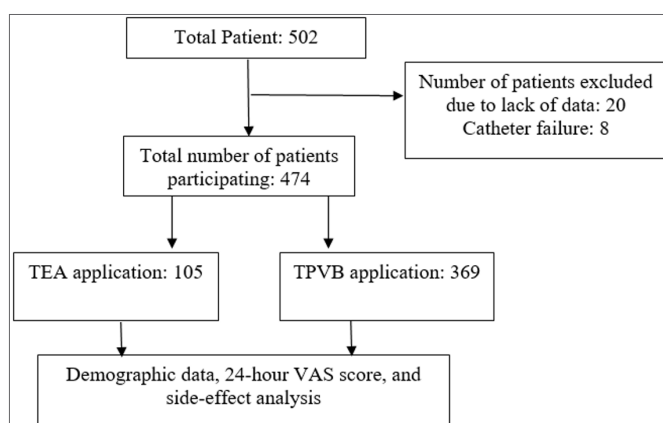 Total Patient: 502
Number of patients excluded
due to lack of data: 20
Catheter failure: 8
Total number of patients
participating: 474
TEA application: 105
TPVB application: 369
Demographic data, 24-hour VAS score, and
side-effect analysis